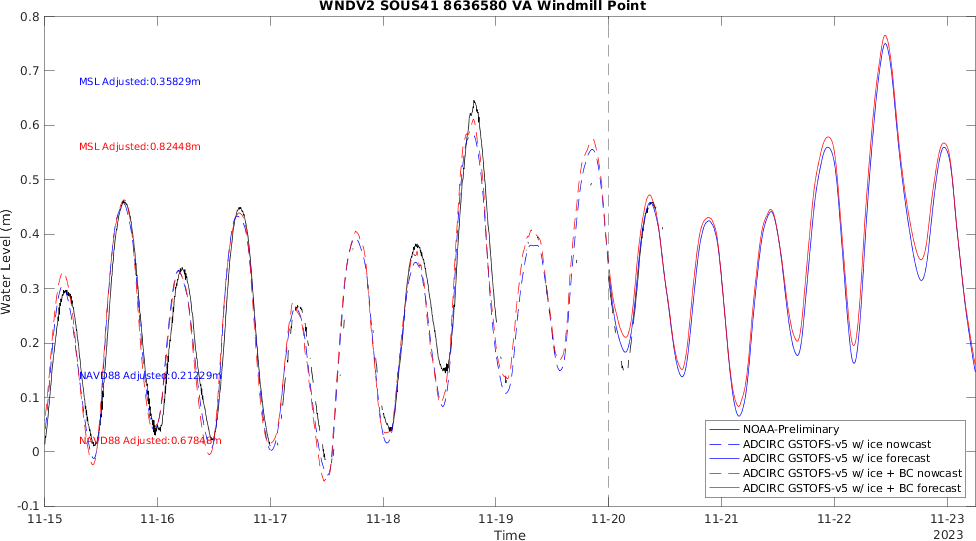 WNDV2 SOUS41 8636580 VA Windmill Point
0.8
0.7
0.6
0.5
0.4
0.3
0.2
0.1
0
-0.1
Water Level (m)
MSL Adjusted:0.35829m
MSL Adjusted:0.82448m
NAVD88 Adjusted:0.21229m
NAVD88 Adjusted:0.67848m
NOAA-Preliminary
ADCIRC GSTOFS-v5 w/ ice nowcast
ADCIRC GSTOFS-v5 w/ ice forecast
ADCIRC GSTOFS-v5 w/ ice + BC nowcast
ADCIRC GSTOFS-v5 w/ ice + BC forecast
11-15 11-16 11-17 11-18 11-19 11-20 11-21 11-22 11-23
Time
2023